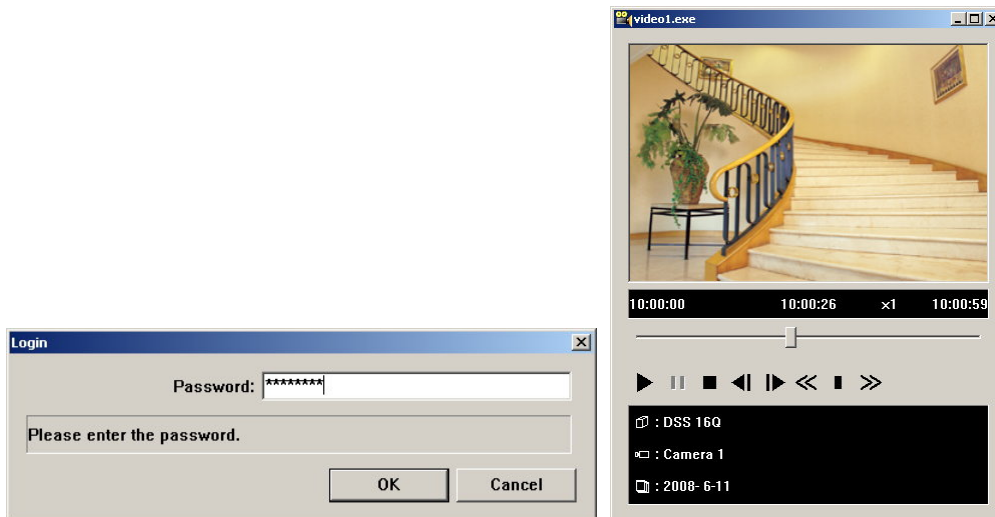 Login
Password: ********
Please enter the password.
OK
Cancel
video1.exe
10:00:00 10:00:26 ×1 10:00:59
: DSS 16Q
: Camera 1
: 2008- 6-11